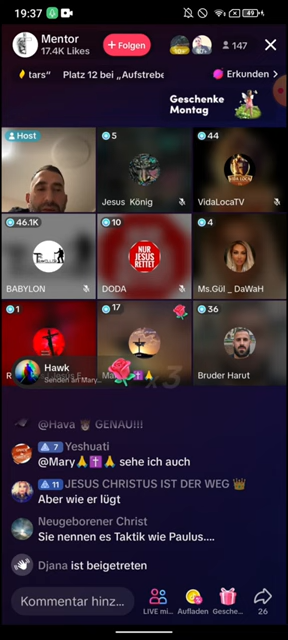 19:37
49
Mentor
17.4K Likes
+ Folgen
147
tars“ Platz 12 bei „Aufstrebe
Erkunden >
Geschenke
Montag
Host
5
44
Jesus König
VidaLocaTV
46.1K
10
4
NUR
JESUS
RETTET
BABYLON
DODA
Ms.Gül _ DaWaH
1
17
36
Hawk
Senden an Mary...
x3
R
Ma
Bruder Harut
@Hava 🤴🏼 GENAU!!!
7 Yeshuati
@Mary🙏✝️🙏 sehe ich auch
11 JESUS CHRISTUS IST DER WEG 👑
Aber wie er lügt
Neugeborener Christ
Sie nennen es Taktik wie Paulus....
Djana ist beigetreten
Kommentar hinz...
LIVE mi...
Aufladen
Gesche...
26